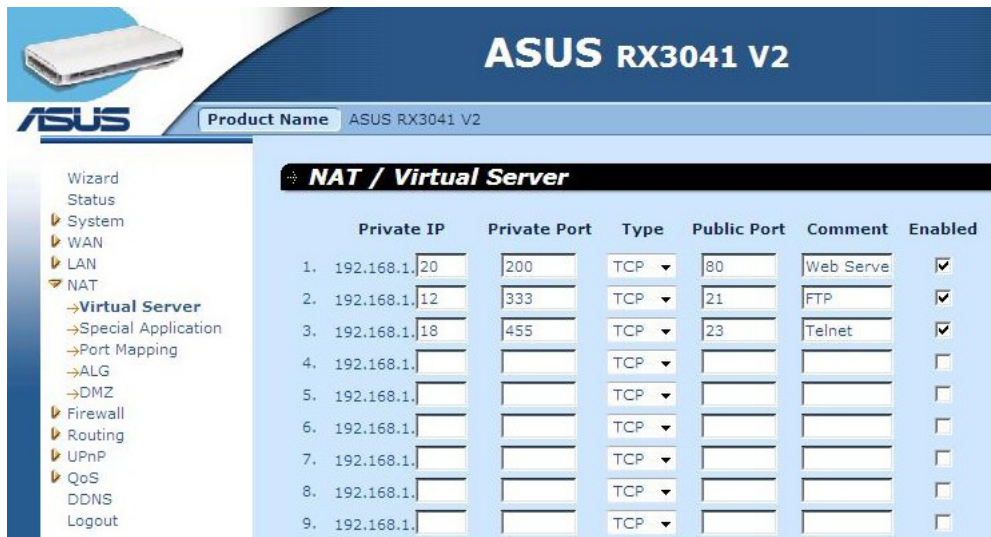 ASUS RX3041 V2
ASUS
Product Name ASUS RX3041 V2
Wizard
Status
System
WAN
LAN
NAT
Virtual Server
Special Application
Port Mapping
ALG
DMZ
Firewall
Routing
UPnP
QoS
DDNS
Logout
NAT / Virtual Server
Private IP Private Port Type Public Port Comment Enabled
1. 192.168.1. 20 200 TCP 80 Web Serve
2. 192.168.1. 12 333 TCP 21 FTP
3. 192.168.1. 18 455 TCP 23 Telnet
4. 192.168.1. TCP
5. 192.168.1. TCP
6. 192.168.1. TCP
7. 192.168.1. TCP
8. 192.168.1. TCP
9. 192.168.1. TCP